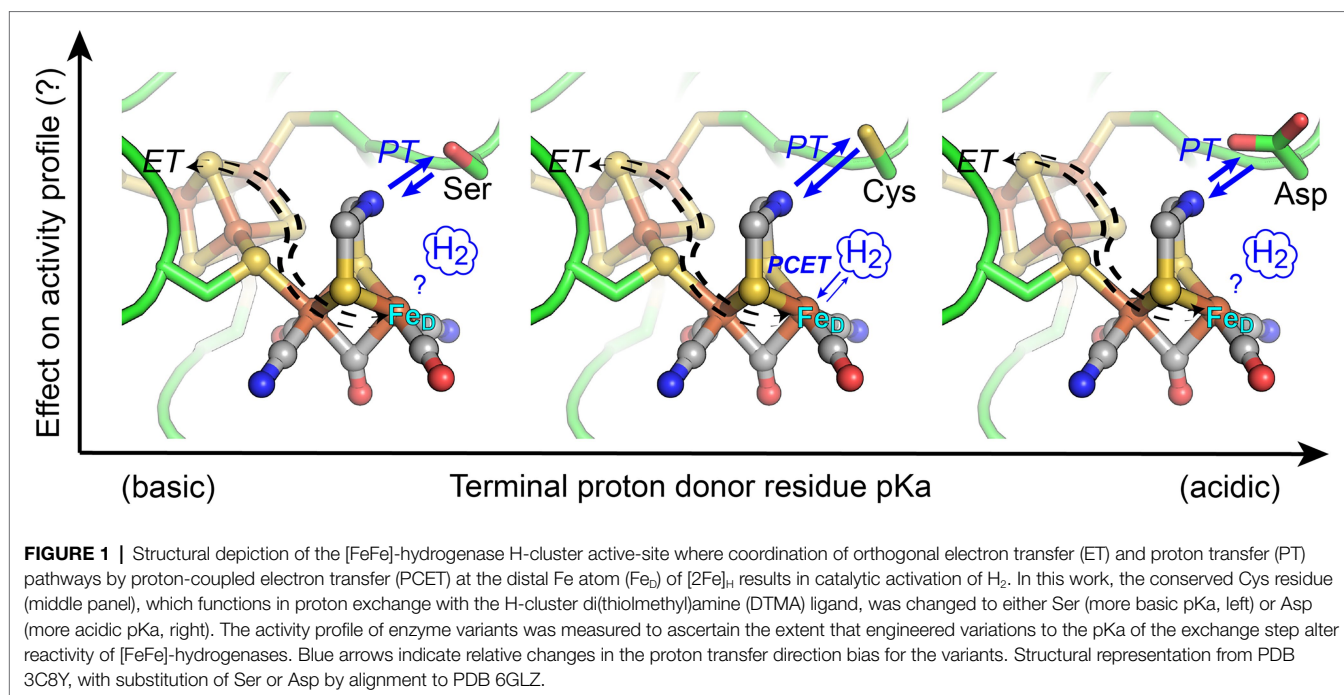 Effect on activity profile (?)
ET
PT
Ser
H2
?
FeD
ET
PT
Cys
PCET
H2
FeD
ET
PT
Asp
H2
?
FeD
(basic)
Terminal proton donor residue pKa
(acidic)
FIGURE 1 | Structural depiction of the [FeFe]-hydrogenase H-cluster active-site where coordination of orthogonal electron transfer (ET) and proton transfer (PT)
pathways by proton-coupled electron transfer (PCET) at the distal Fe atom (FeD) of [2Fe]H results in catalytic activation of H2. In this work, the conserved Cys residue
(middle panel), which functions in proton exchange with the H-cluster di(thiolmethyl)amine (DTMA) ligand, was changed to either Ser (more basic pKa, left) or Asp
(more acidic pKa, right). The activity profile of enzyme variants was measured to ascertain the extent that engineered variations to the pKa of the exchange step alter
reactivity of [FeFe]-hydrogenases. Blue arrows indicate relative changes in the proton transfer direction bias for the variants. Structural representation from PDB
3C8Y, with substitution of Ser or Asp by alignment to PDB 6GLZ.